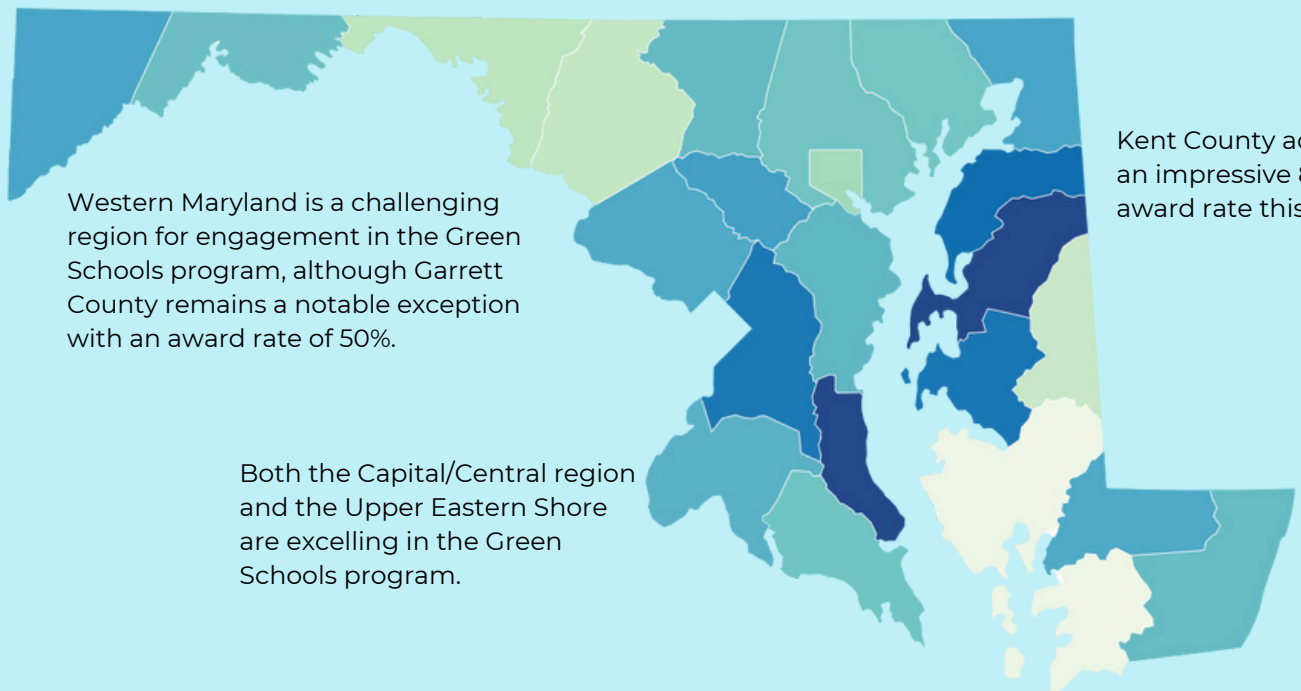 Kent County
an impressive
award rate this
Western Maryland is a challenging
region for engagement in the Green
Schools program, although Garrett
County remains a notable exception
with an award rate of 50%.
Both the Capital/Central region
and the Upper Eastern Shore
are excelling in the Green
Schools program.